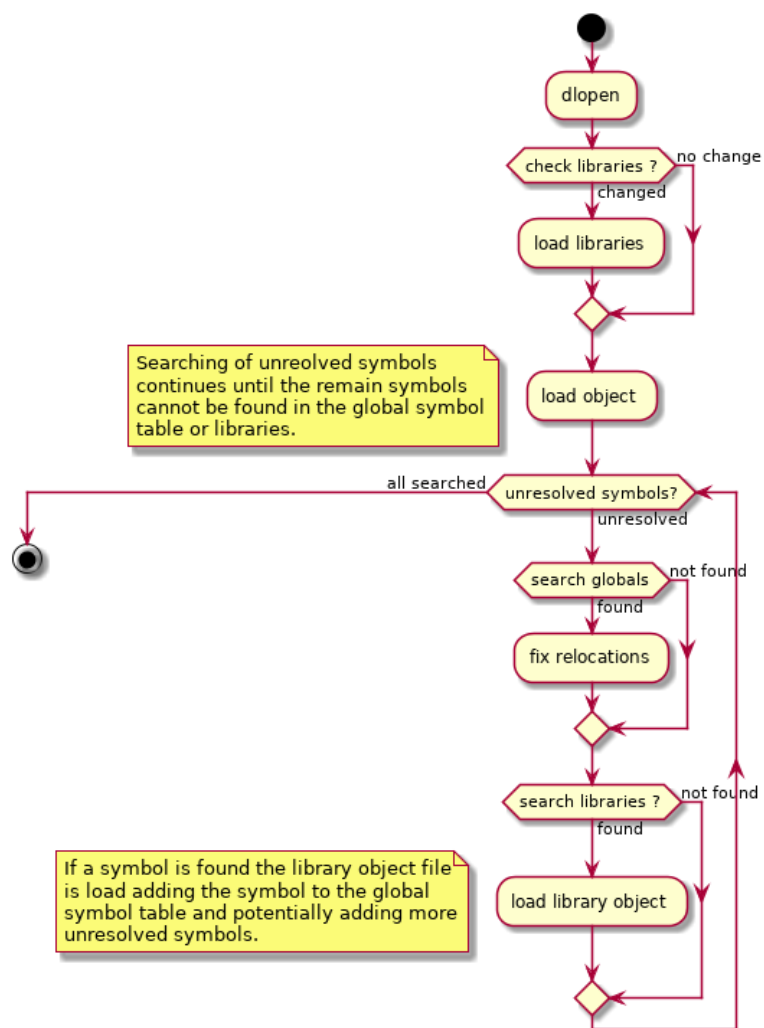 dlopen
check libraries ?
no change
changed
load libraries
Searching of unreolved symbols
continues until the remain symbols
cannot be found in the global symbol
table or libraries.
load object
all searched
unresolved symbols?
unresolved
search globals
not found
found
fix relocations
search libraries ?
not found
found
If a symbol is found the library object file
is load adding the symbol to the global
symbol table and potentially adding more
unresolved symbols.
load library object